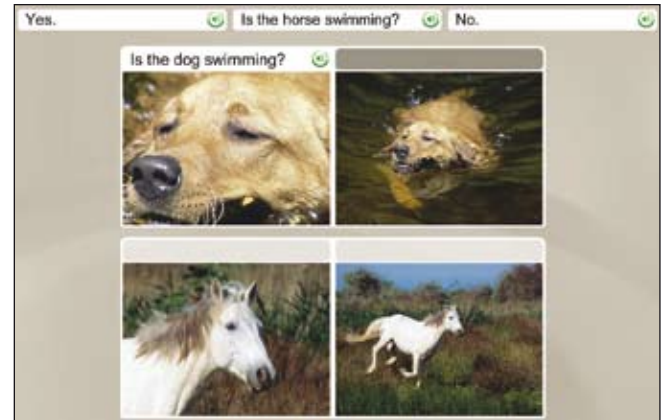 Yes.
Is the horse swimming?
No.
Is the dog swimming?